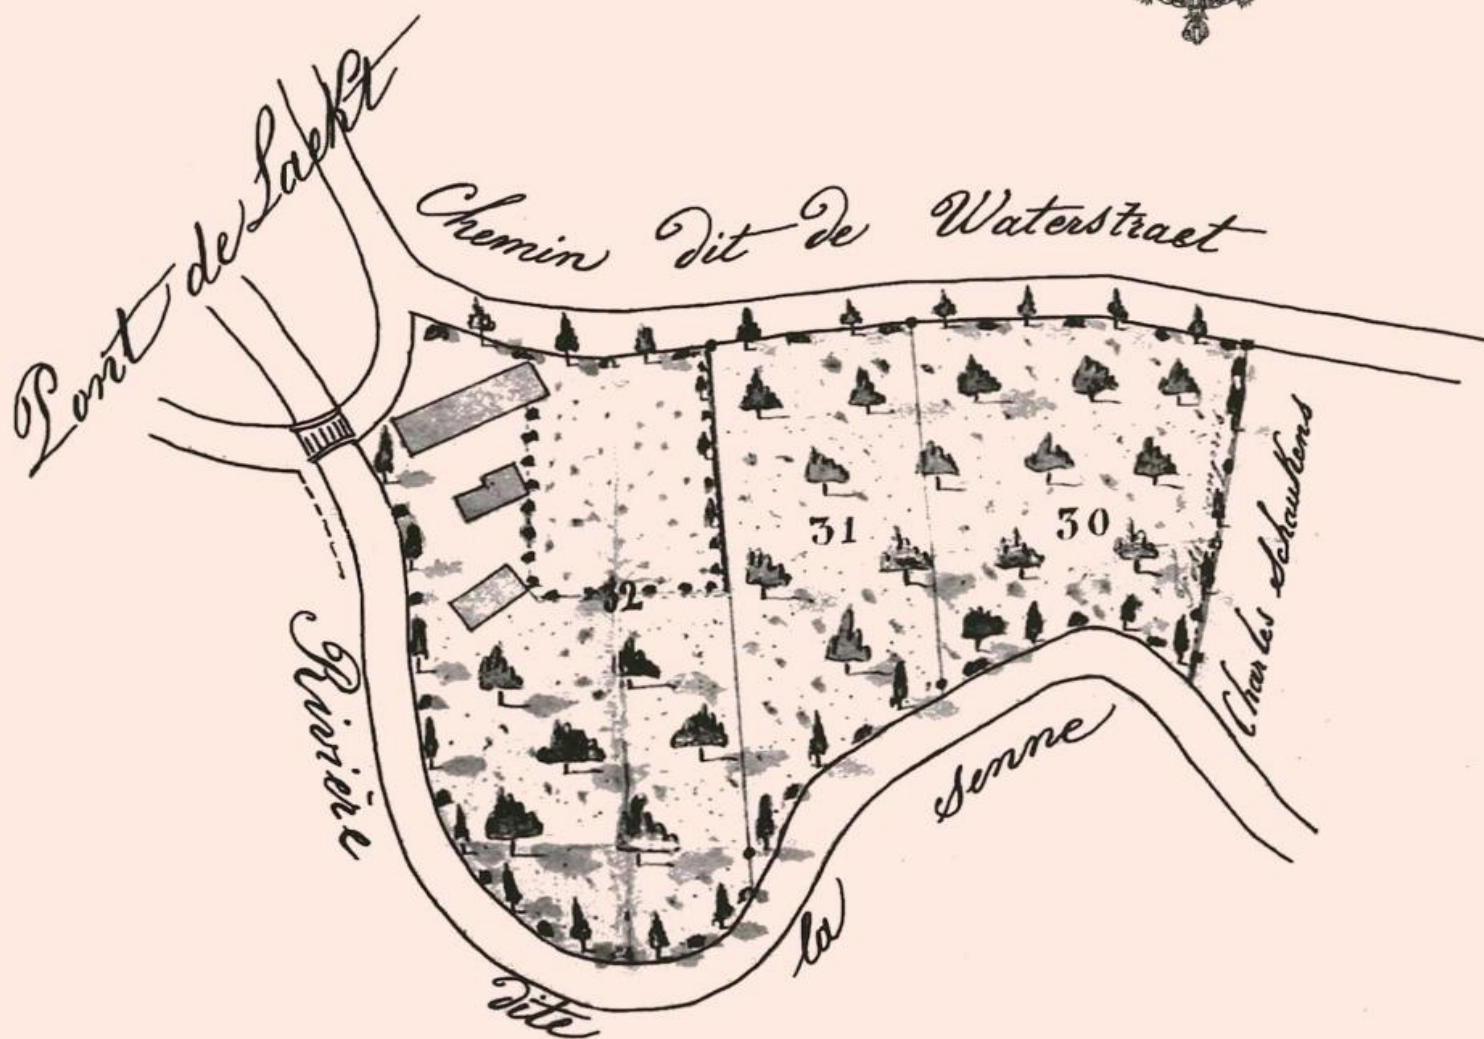 Pont de Laekt
Chemin dit de Waterstraet
31
30
32
Charles Schaukens
Rivière dite la Senne